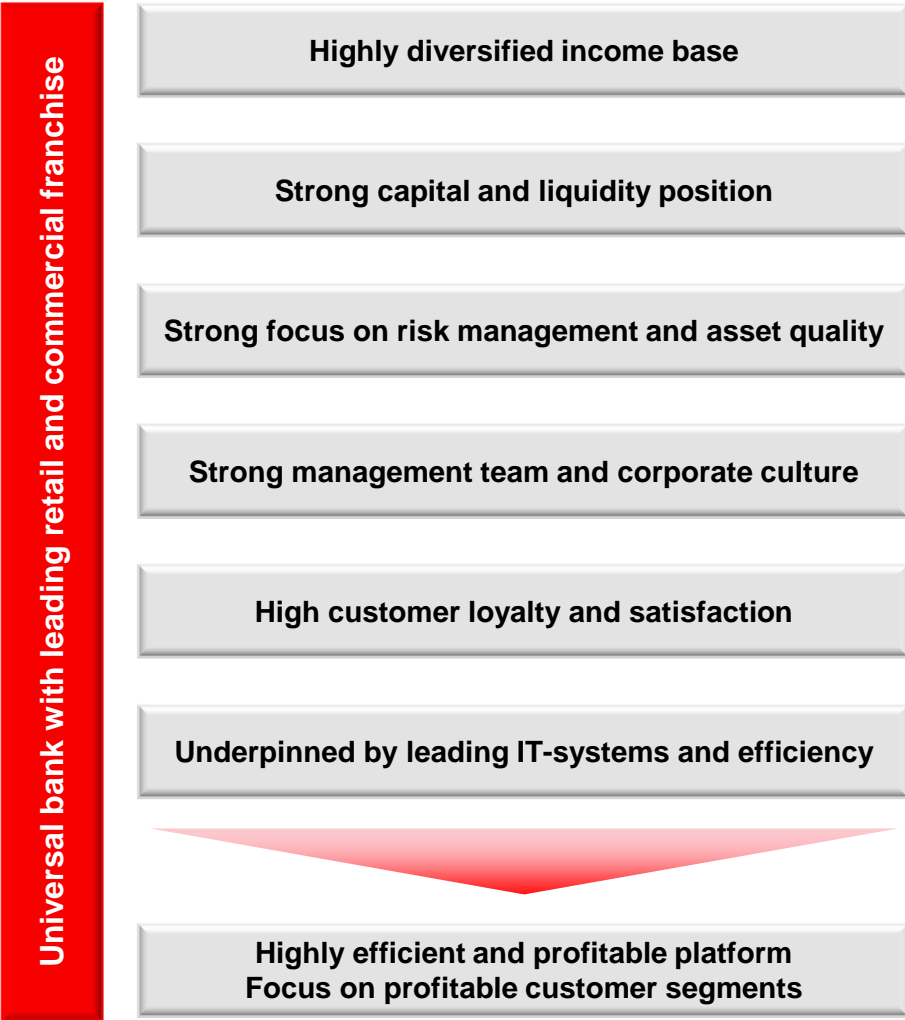 Universal bank with leading retail and commercial franchise
Highly diversified income base
Strong capital and liquidity position
Strong focus on risk management and asset quality
Strong management team and corporate culture
High customer loyalty and satisfaction
Underpinned by leading IT-systems and efficiency
Highly efficient and profitable platform
Focus on profitable customer segments